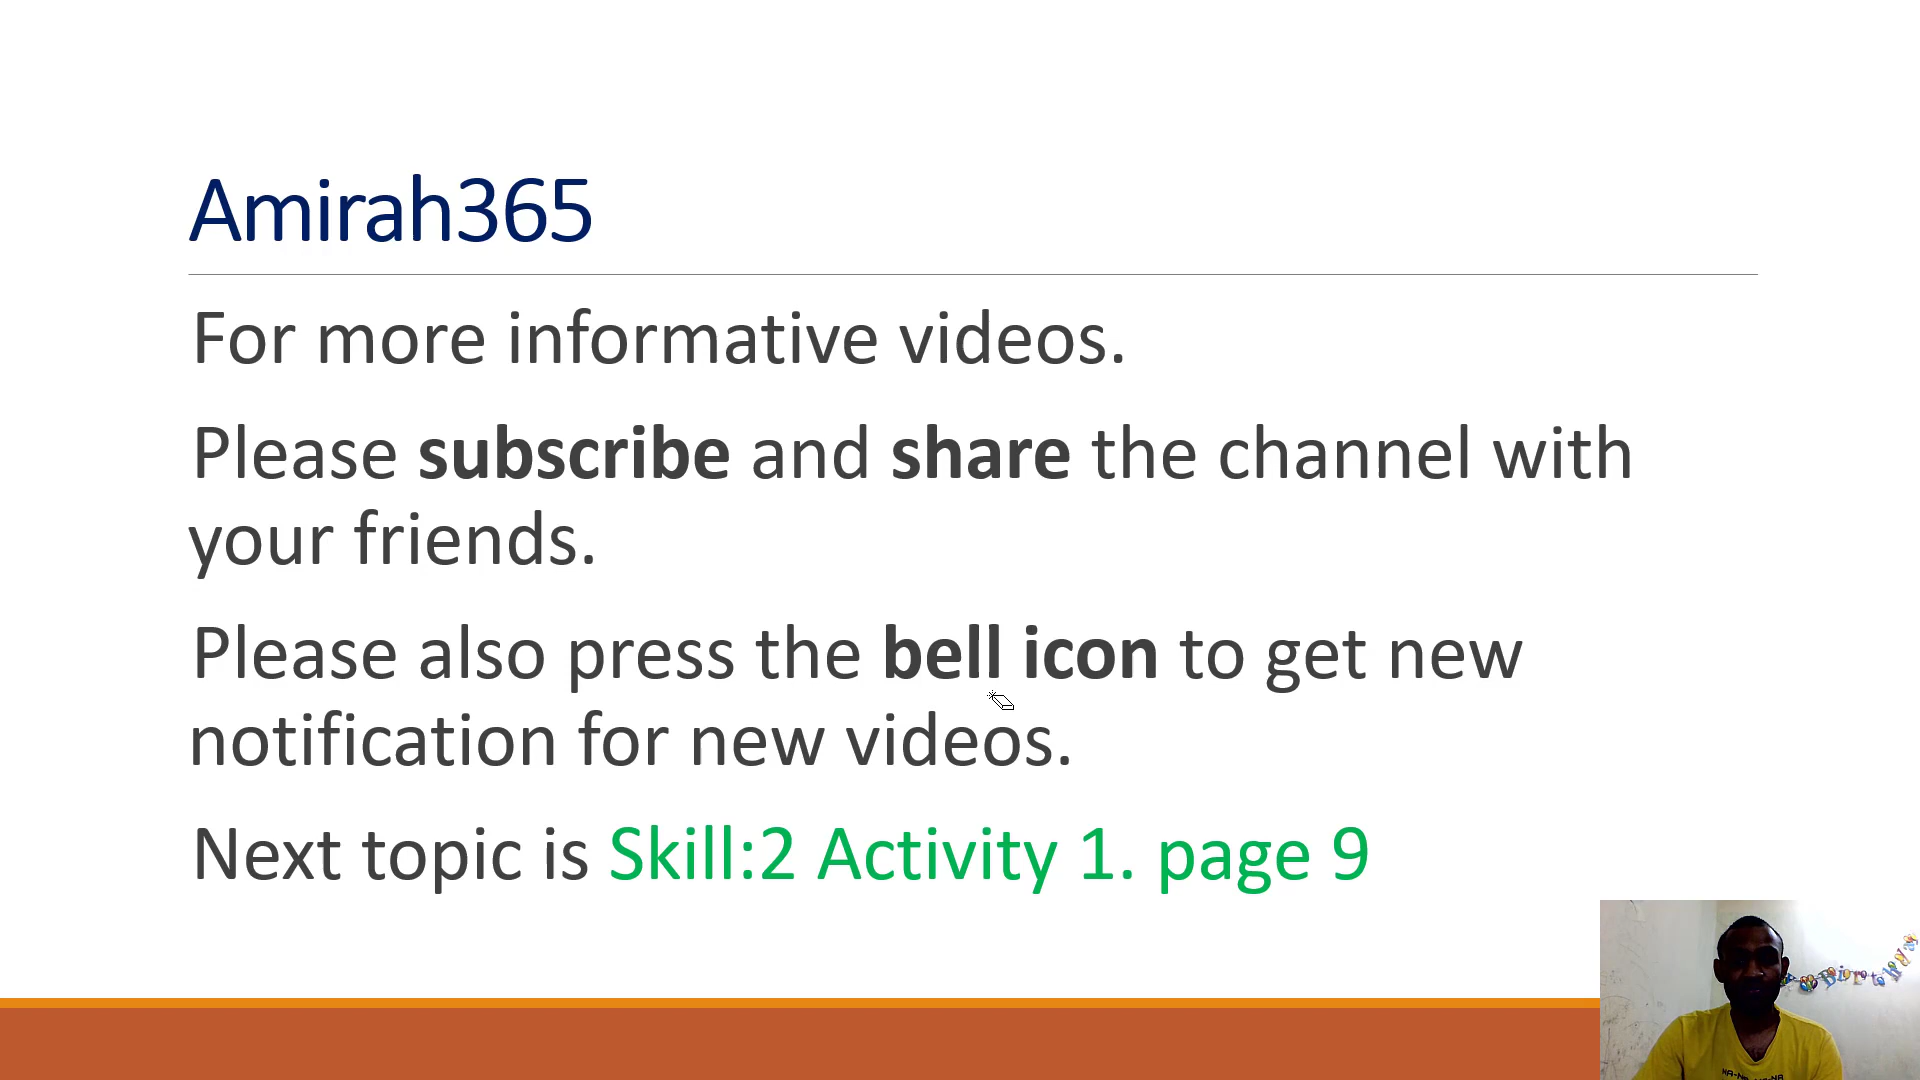 Amirah365
For more informative videos.
Please subscribe and share the channel with
your friends.
Please also press the bell icon to get new
notification for new videos.
Next topic is Skill:2 Activity 1. page 9